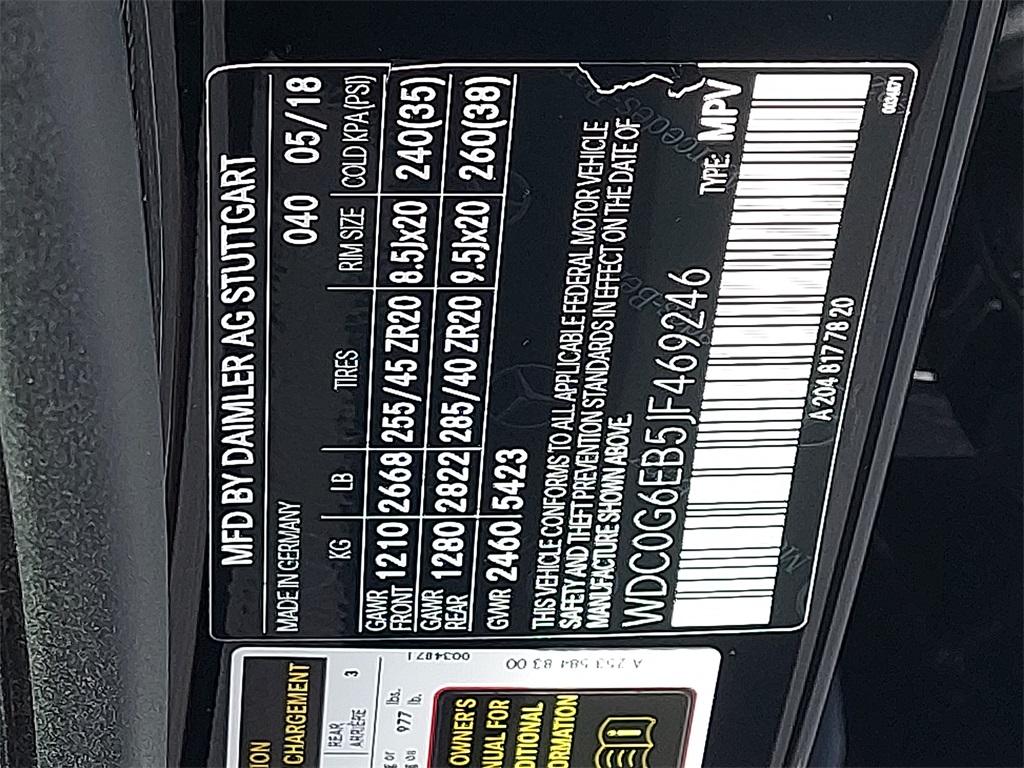 MFD BY DAIMLER AG STUTTGART
MADE IN GERMANY 040 05/18
KG LB TIRES RIM SIZE COLD KPA(PSI)
GAWR FRONT 1210 2668 255/45 ZR20 8.5Jx20 240(35)
GAWR REAR 1280 2822 285/40 ZR20 9.5Jx20 260(38)
GVWR 2460 5423
THIS VEHICLE CONFORMS TO ALL APPLICABLE FEDERAL MOTOR VEHICLE
SAFETY AND THEFT PREVENTION STANDARDS IN EFFECT ON THE DATE OF
MANUFACTURE SHOWN ABOVE.
WDC0G6EB5JF469246 TYPE: MPV
A 204 817 78 20
0034871
CHARGEMENT
REAR
ARRIÈRE 3
977 lb.
lbs.
OWNER'S
FOR
0034871
A 253 584 83 00